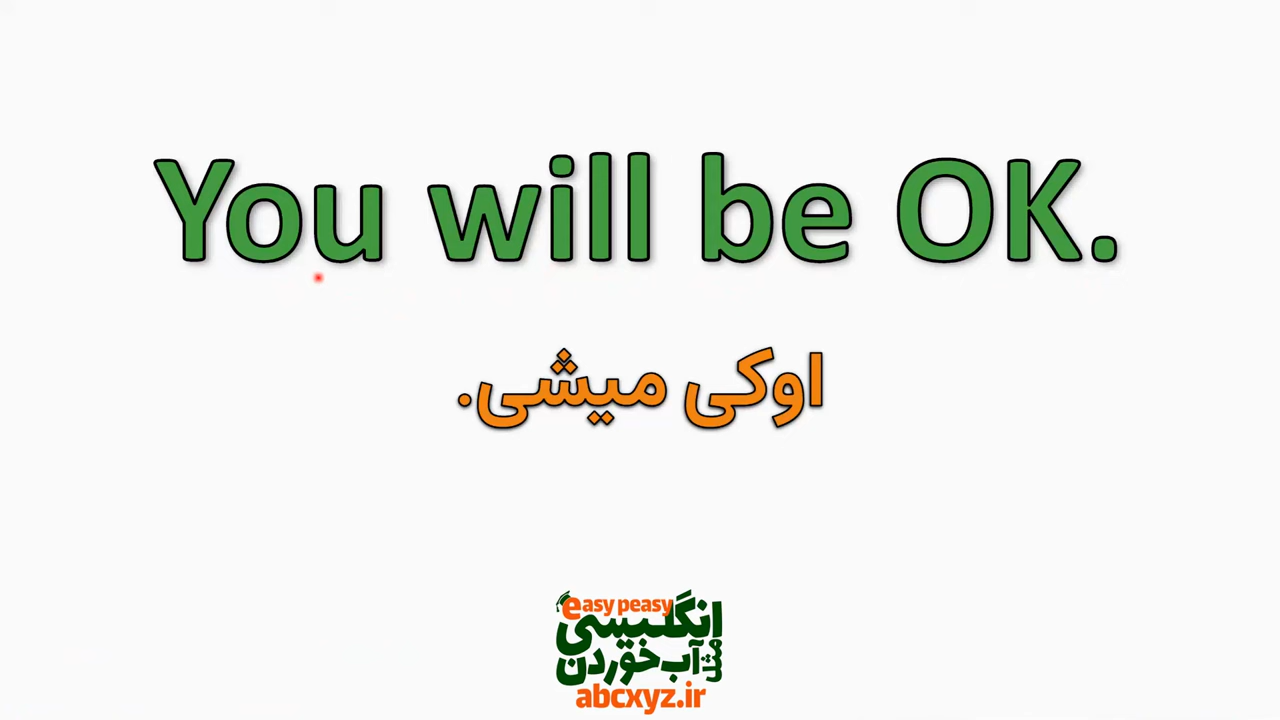 You will be OK.
اوکی میشی.
easy peasy
انگلیسی
مثل آب خوردن
abcxyz.ir